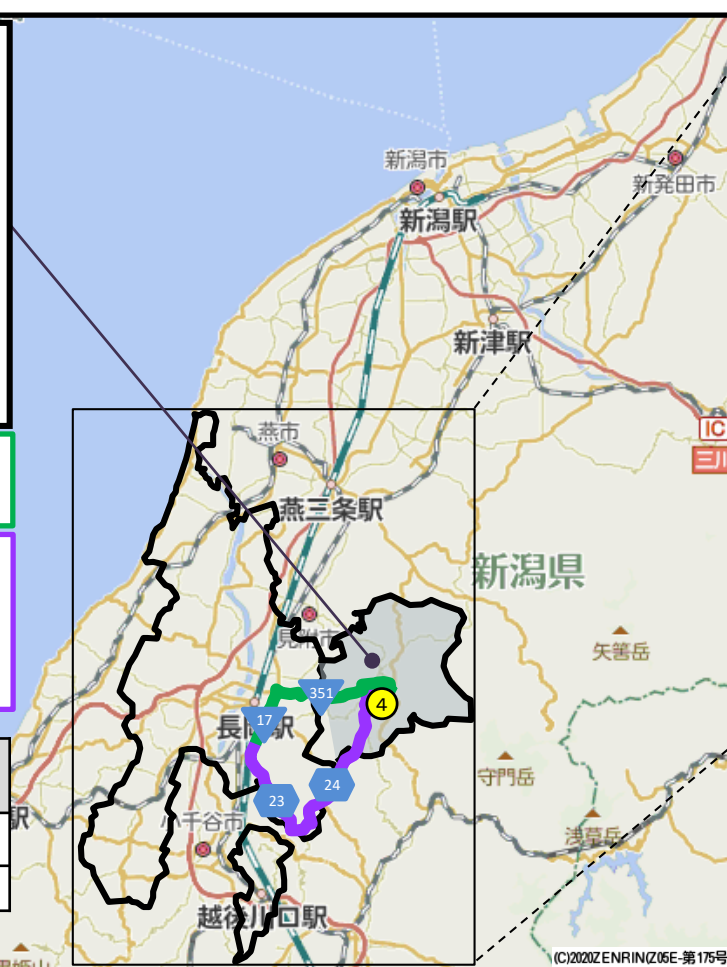 新潟市
新発田市
新潟駅
新津駅
IC
三川
燕市
燕三条駅
新潟県
見附市
矢筈岳
351
4
17
長岡駅
24
守門岳
23
駅
小千谷市
浅草岳
越後川口駅
(C)2020ZENRIN(Z05E-第175号